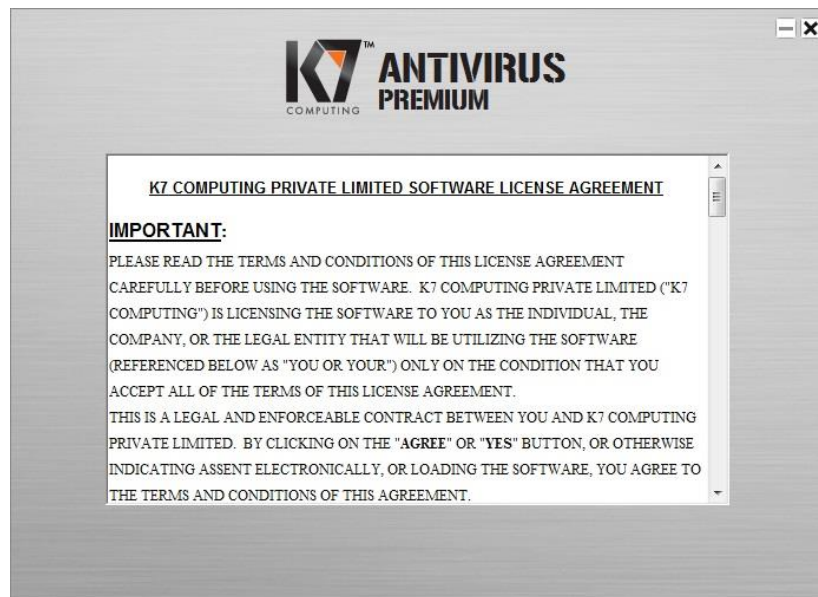 K7™ ANTIVIRUS
COMPUTING PREMIUM
K7 COMPUTING PRIVATE LIMITED SOFTWARE LICENSE AGREEMENT
IMPORTANT:
PLEASE READ THE TERMS AND CONDITIONS OF THIS LICENSE AGREEMENT
CAREFULLY BEFORE USING THE SOFTWARE.  K7 COMPUTING PRIVATE LIMITED ("K7
COMPUTING") IS LICENSING THE SOFTWARE TO YOU AS THE INDIVIDUAL, THE
COMPANY, OR THE LEGAL ENTITY THAT WILL BE UTILIZING THE SOFTWARE
(REFERENCED BELOW AS "YOU OR YOUR") ONLY ON THE CONDITION THAT YOU
ACCEPT ALL OF THE TERMS OF THIS LICENSE AGREEMENT.
THIS IS A LEGAL AND ENFORCEABLE CONTRACT BETWEEN YOU AND K7 COMPUTING
PRIVATE LIMITED.  BY CLICKING ON THE "AGREE" OR "YES" BUTTON, OR OTHERWISE
INDICATING ASSENT ELECTRONICALLY, OR LOADING THE SOFTWARE, YOU AGREE TO
THE TERMS AND CONDITIONS OF THIS AGREEMENT.